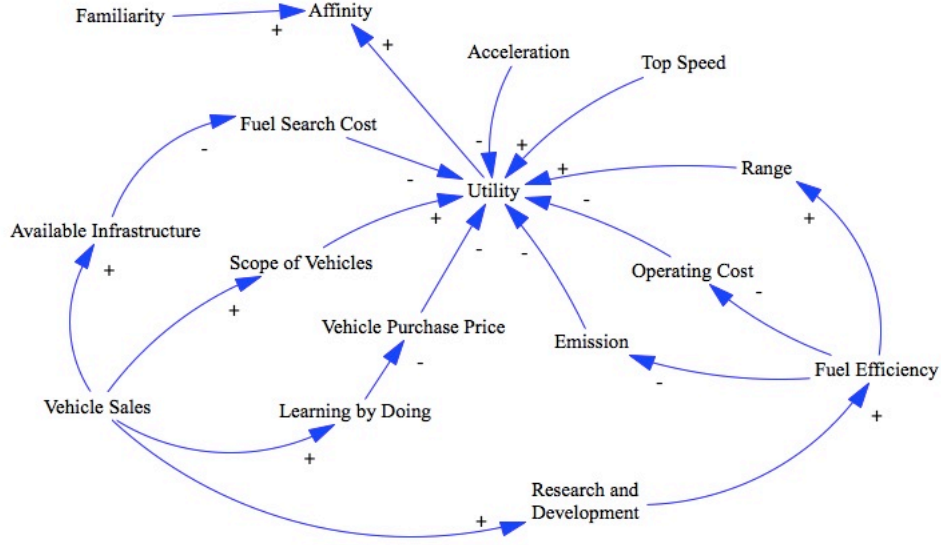 Familiarity
+
Affinity
+
Acceleration
Top Speed
Fuel Search Cost
-
-
+
-
Utility
+
Range
-
+
Available Infrastructure
+
+
Scope of Vehicles
+
-
-
Operating Cost
-
Vehicle Purchase Price
-
Emission
-
Fuel Efficiency
+
Vehicle Sales
Learning by Doing
+
Research and
Development
+